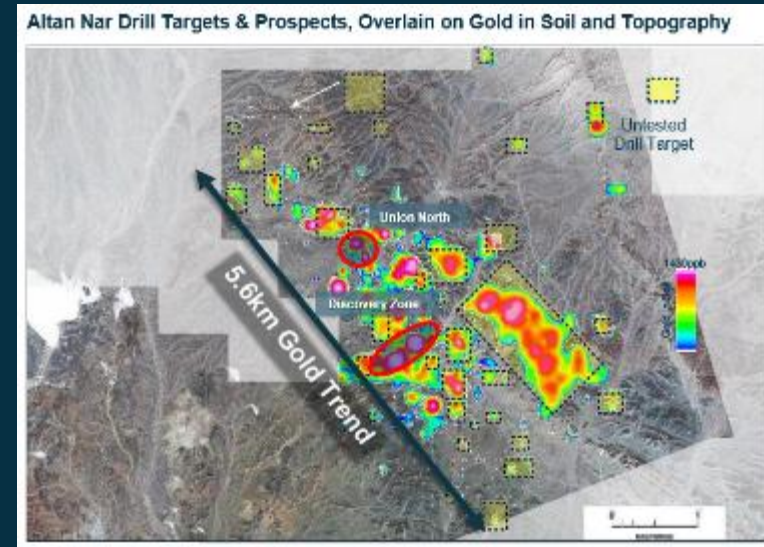 Altan Nar Drill Targets & Prospects, Overlain on Gold in Soil and Topography
Untested
Drill Target
Union North
1480ppb
Discovery Zone
5.6km Gold Trend